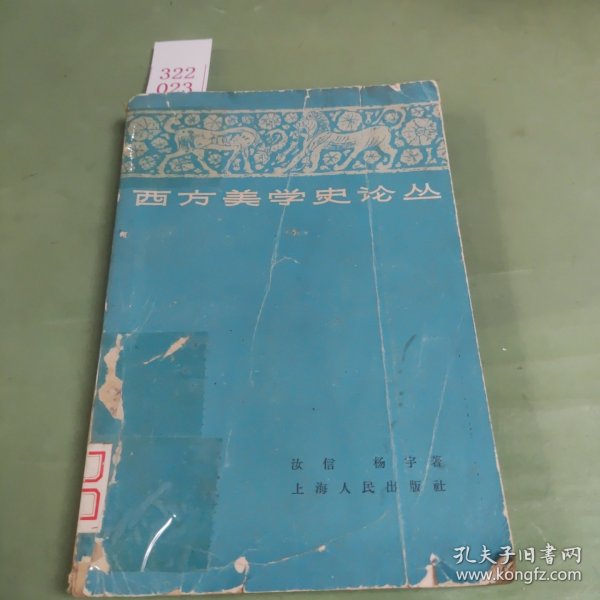 322
023
西方美学史论丛
汝信 杨宇著
上海人民出版社
孔夫子旧书网
www.kongfz.com